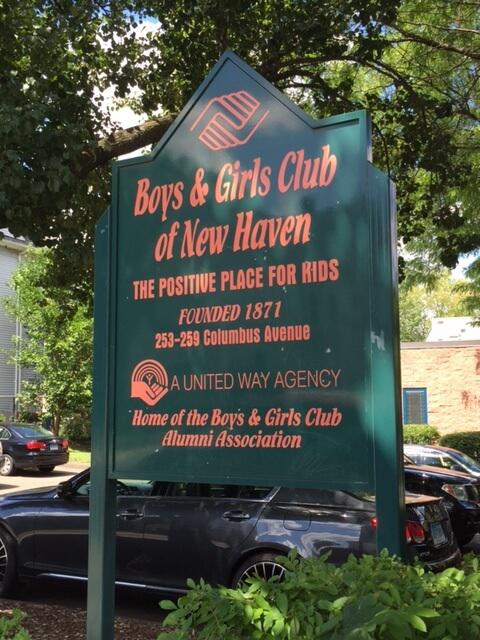 Boys & Girls Club
of New Haven
THE POSITIVE PLACE FOR KIDS
FOUNDED 1871
253-259 Columbus Avenue
A UNITED WAY AGENCY
Home of the Boys & Girls Club
Alumni Association